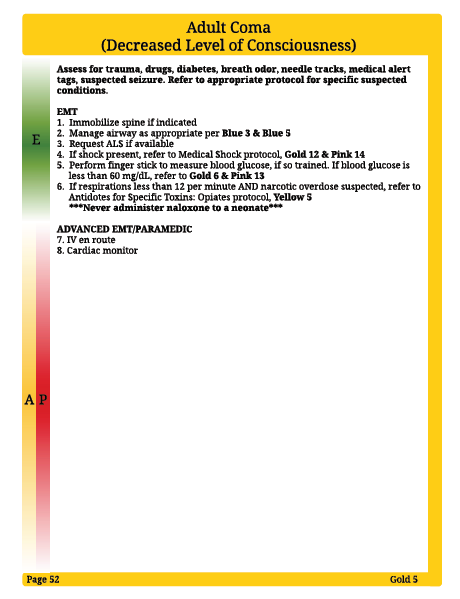 Adult Coma
(Decreased Level of Consciousness)
Assess for trauma, drugs, diabetes, breath odor, needle tracks, medical alert
tags, suspected seizure. Refer to appropriate protocol for specific suspected
conditions.
EMT
1. Immobilize spine if indicated
2. Manage airway as appropriate per Blue 3 & Blue 5
3. Request ALS if available
4. If shock present, refer to Medical Shock protocol, Gold 12 & Pink 14
5. Perform finger stick to measure blood glucose, if so trained. If blood glucose is
less than 60 mg/dL, refer to Gold 6 & Pink 13
6. If respirations less than 12 per minute AND narcotic overdose suspected, refer to
Antidotes for Specific Toxins: Opiates protocol, Yellow 5
***Never administer naloxone to a neonate***
E
ADVANCED EMT/PARAMEDIC
7. IV en route
8. Cardiac monitor
A P
Page 52
Gold 5